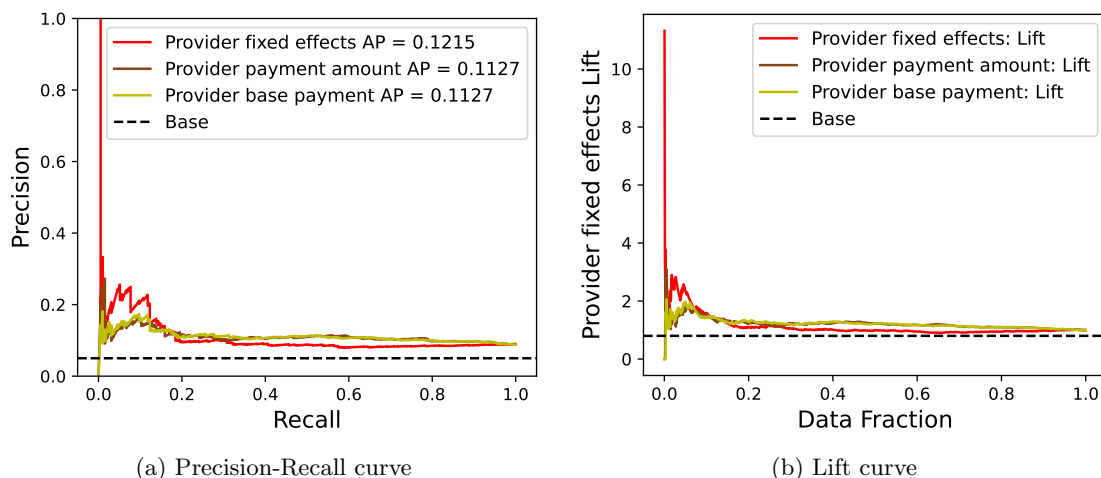 Precision
1.0
0.8
0.6
0.4
0.2
0.0
Provider fixed effects AP = 0.1215
Provider payment amount AP = 0.1127
Provider base payment AP = 0.1127
Base
0.0 0.2 0.4 0.6 0.8 1.0
Recall
(a) Precision-Recall curve
Provider fixed effects Lift
10
8
6
4
2
0
Provider fixed effects: Lift
Provider payment amount: Lift
Provider base payment: Lift
Base
0.0 0.2 0.4 0.6 0.8 1.0
Data Fraction
(b) Lift curve